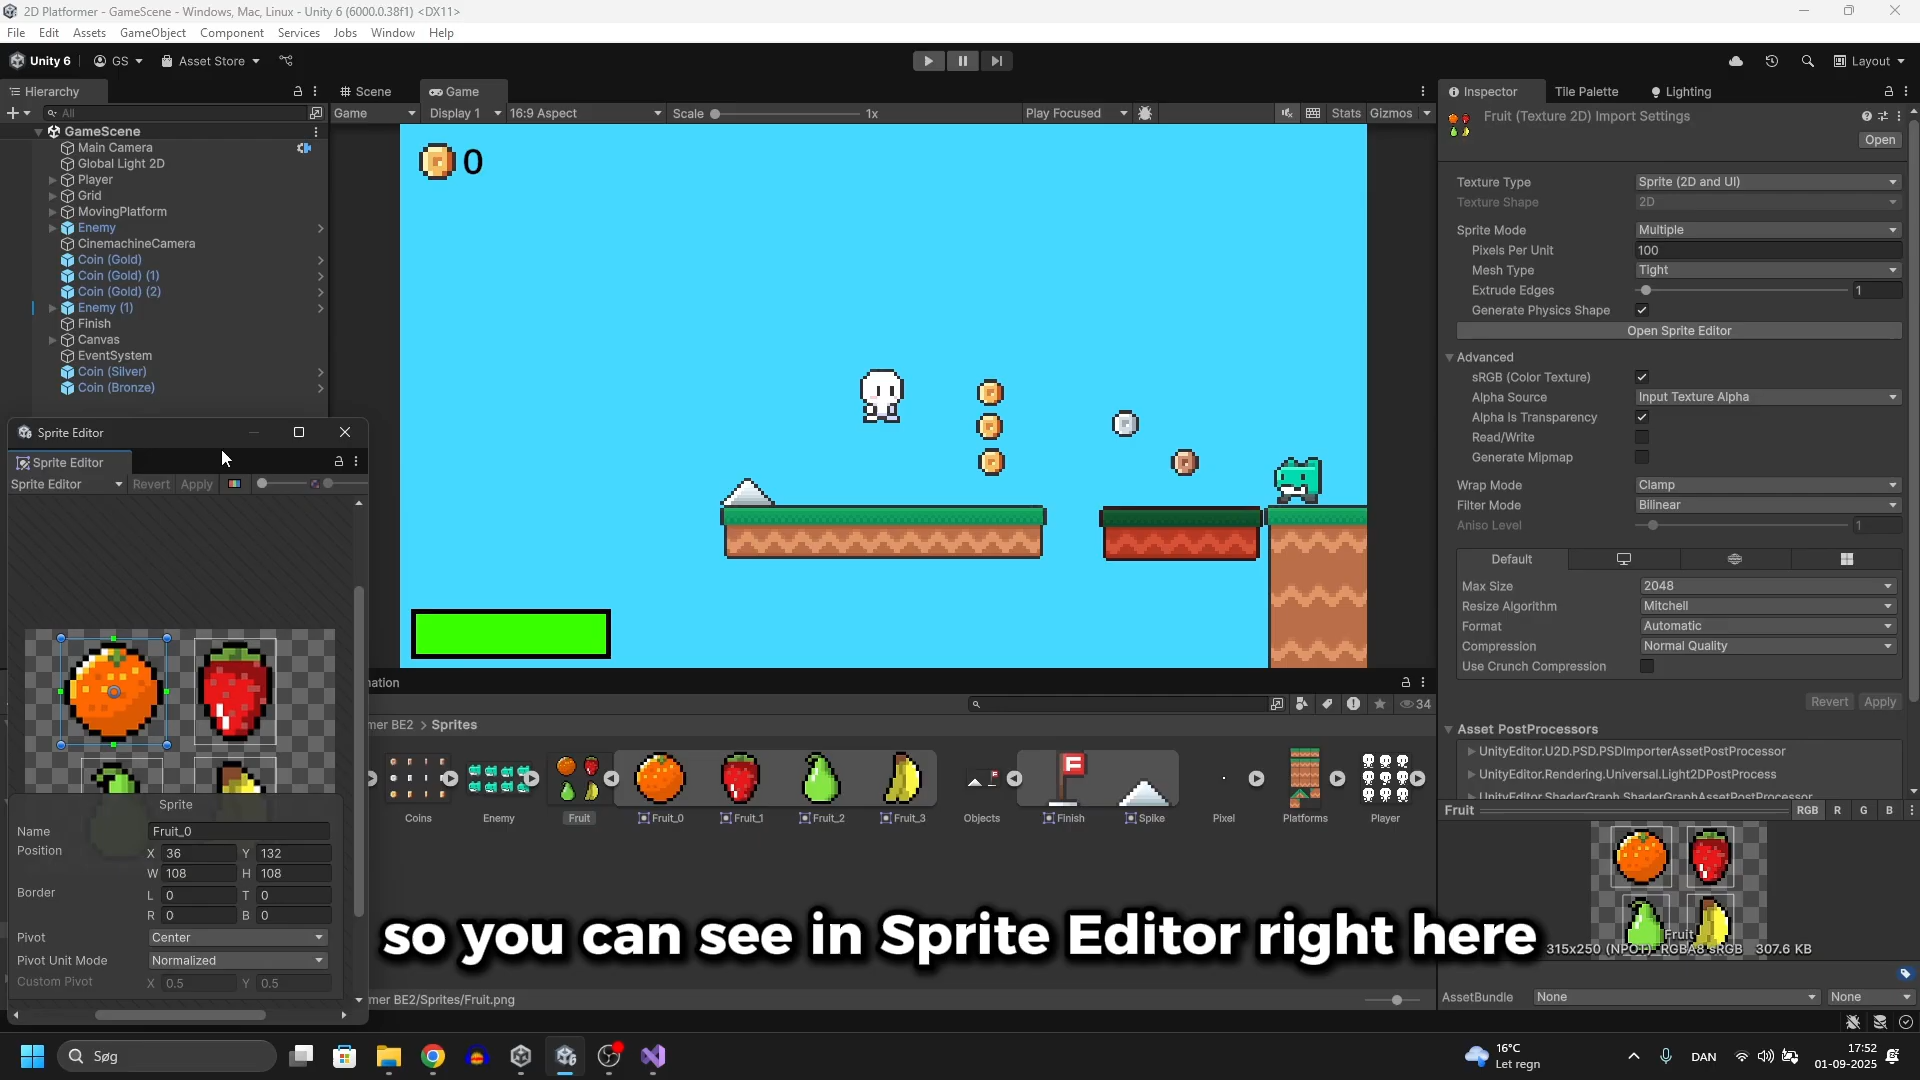 2D Platformer - GameScene - Windows, Mac, Linux - Unity 6 (6000.0.38f1) <DX11>
File Edit Assets GameObject Component Services Jobs Window Help
Unity 6 GS Asset Store Layout
Hierarchy
All
GameScene
Main Camera
Global Light 2D
Player
Grid
MovingPlatform
Enemy
CinemachineCamera
Coin (Gold)
Coin (Gold) (1)
Coin (Gold) (2)
Enemy (1)
Finish
Canvas
EventSystem
Coin (Silver)
Coin (Bronze)
Scene Game
Game Display 1 16:9 Aspect Scale 1x Play Focused Stats Gizmos
0
F
Inspector Tile Palette Lighting
Fruit (Texture 2D) Import Settings
Open
Texture Type Sprite (2D and UI)
Texture Shape 2D
Sprite Mode Multiple
Pixels Per Unit 100
Mesh Type Tight
Extrude Edges 1
Generate Physics Shape
Open Sprite Editor
Advanced
sRGB (Color Texture)
Alpha Source Input Texture Alpha
Alpha Is Transparency
Read/Write
Generate Mipmap
Wrap Mode Clamp
Filter Mode Bilinear
Aniso Level 1
Default
Max Size 2048
Resize Algorithm Mitchell
Format Automatic
Compression Normal Quality
Use Crunch Compression
Revert Apply
Asset PostProcessors
UnityEditor.U2D.PSD.PSDImporterAssetPostProcessor
UnityEditor.Rendering.Universal.Light2DPostProcess
UnityEditor.ShaderGraph.ShaderGraphAssetPostProcessor
Fruit RGB R G B
Fruit
315x250 (NPOT) RGBA8 sRGB 307.6 KB
AssetBundle None None
Sprite Editor
Sprite Editor
Sprite Editor Revert Apply
Sprite
Name Fruit_0
Position X 36 Y 132
W 108 H 108
Border L 0 T 0
R 0 B 0
Pivot Center
Pivot Unit Mode Normalized
Custom Pivot X 0.5 Y 0.5
nation
34
mer BE2 > Sprites
Coins Enemy Fruit Fruit_0 Fruit_1 Fruit_2 Fruit_3 Objects Finish Spike Pixel Platforms Player
so you can see in Sprite Editor right here
mer BE2/Sprites/Fruit.png
Søg
16°C
Let regn
DAN
17:52
01-09-2025